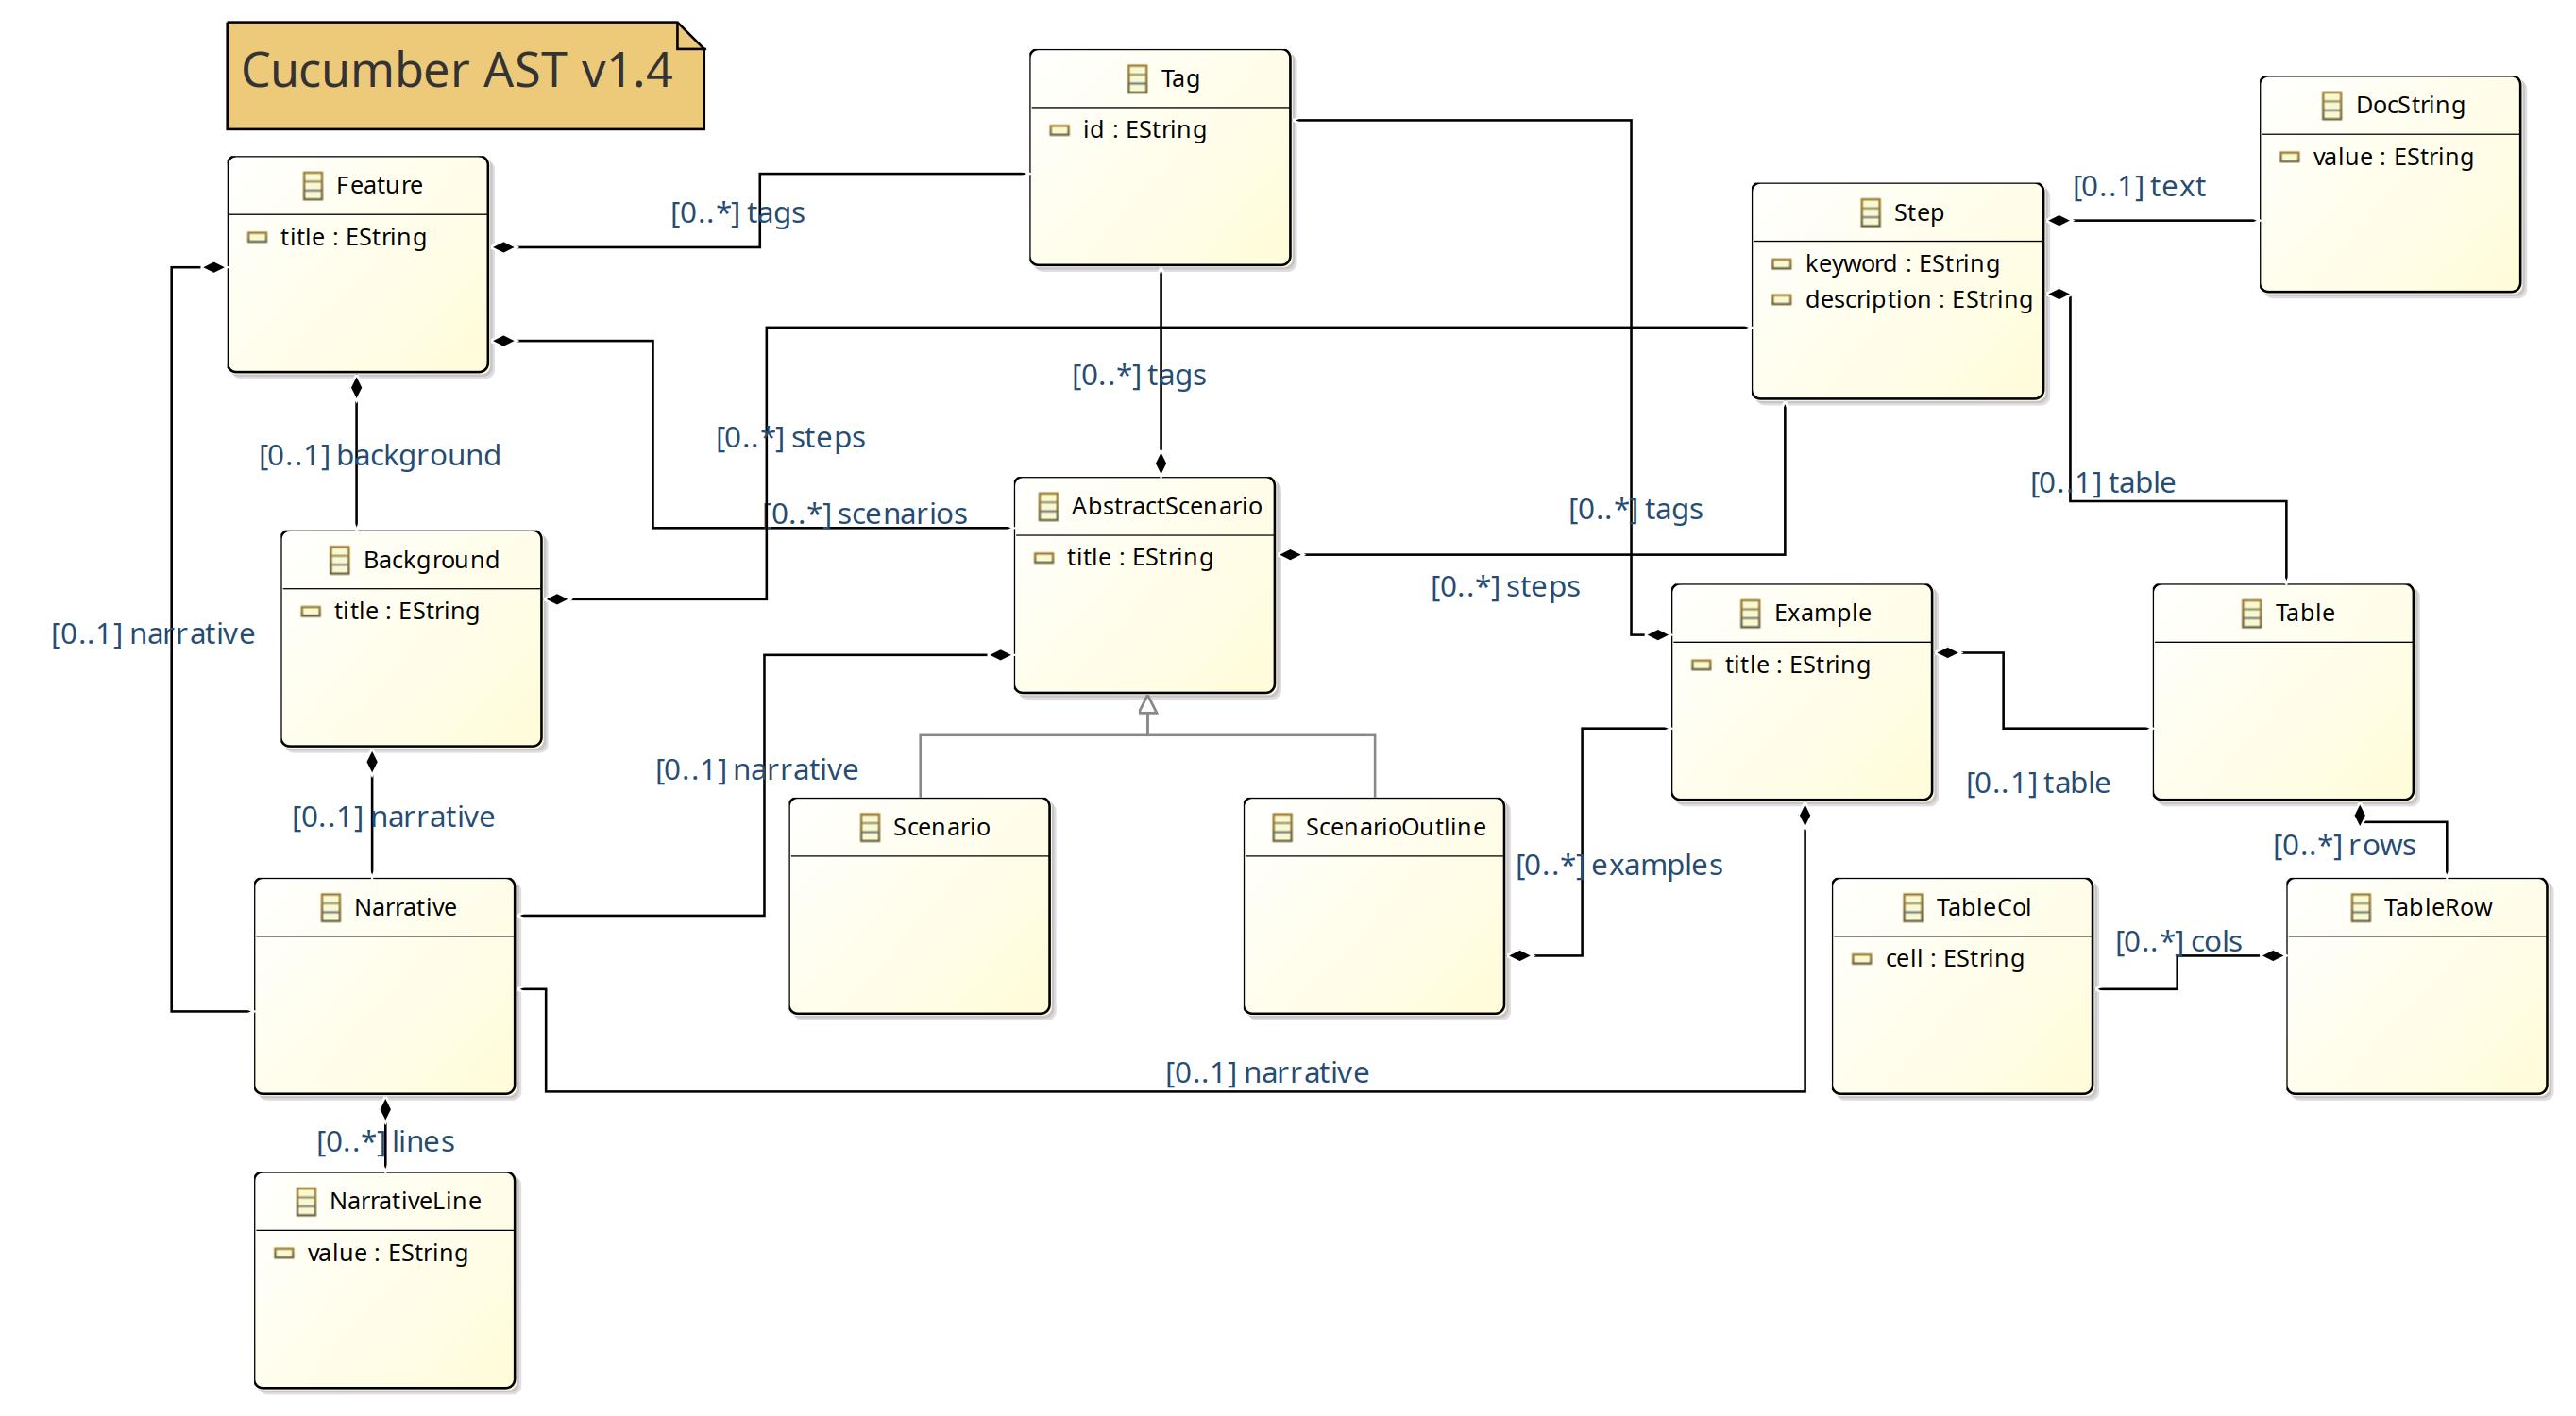 Cucumber AST v1.4
Tag
id : EString
DocString
value : EString
Feature
title : EString
[0..*] tags
Step
keyword : EString
description : EString
[0..1] text
[0..*] tags
[0..*] steps
[0..1] background
[0..*] scenarios
AbstractScenario
title : EString
[0..*] tags
[0..1] table
Background
title : EString
[0..*] steps
Example
title : EString
Table
[0..1] narrative
[0..1] narrative
[0..1] table
[0..1] narrative
Scenario
ScenarioOutline
[0..*] examples
[0..*] rows
Narrative
TableCol
cell : EString
[0..*] cols
TableRow
[0..1] narrative
[0..*] lines
NarrativeLine
value : EString